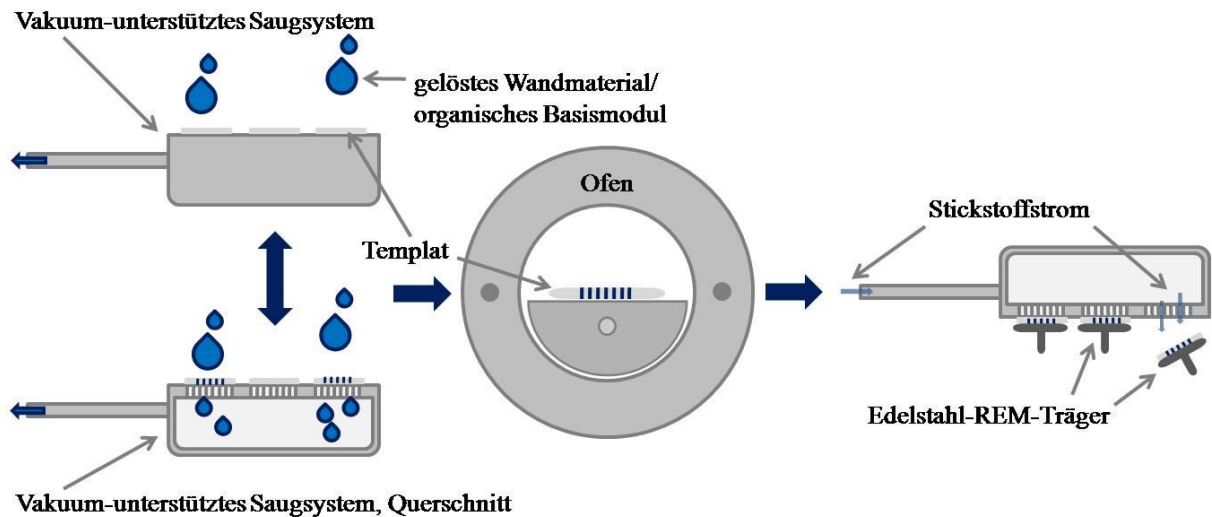 Vakuum-unterstütztes Saugsystem
gelöstes Wandmaterial/
organisches Basismodul
Templat
Vakuum-unterstütztes Saugsystem, Querschnitt
Ofen
Stickstoffstrom
Edelstahl-REM-Träger